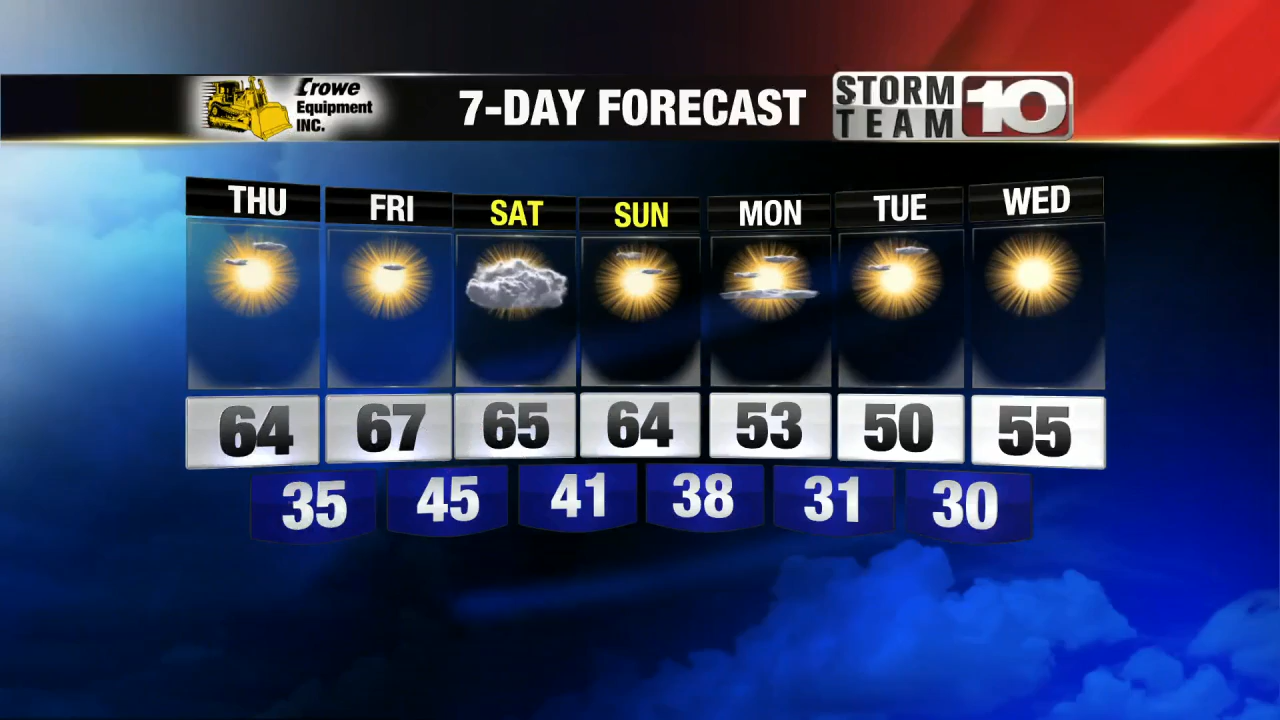 Crowe
Equipment
INC.
7-DAY FORECAST
STORM
TEAM
10
THU FRI SAT SUN MON TUE WED
64 67 65 64 53 50 55
35 45 41 38 31 30